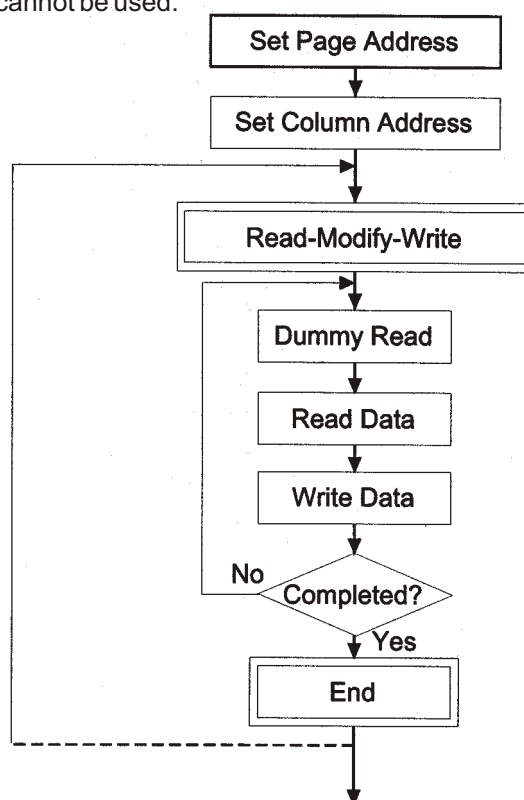 cannot be used.
Set Page Address
Set Column Address
Read-Modify-Write
Dummy Read
Read Data
Write Data
No
Completed?
Yes
End